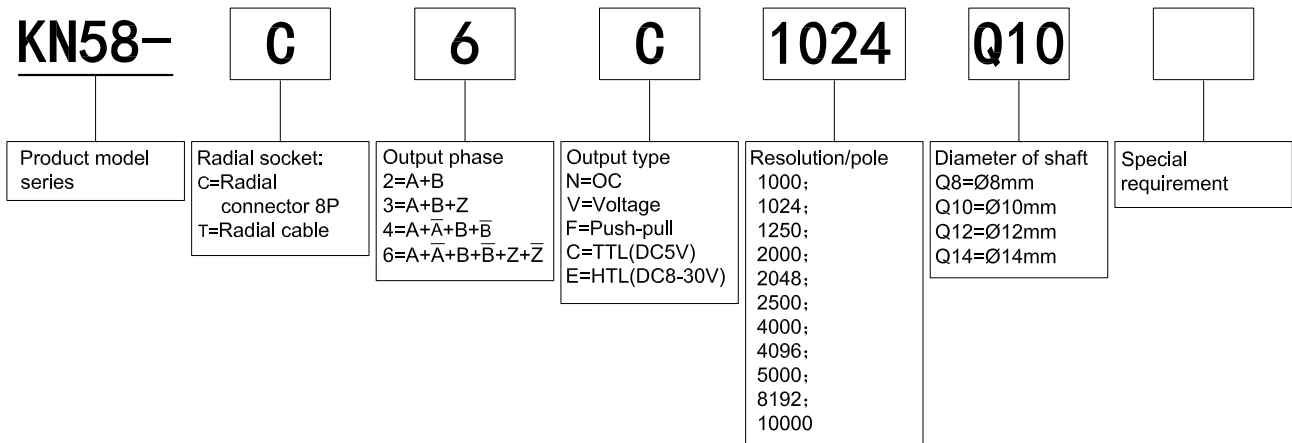 KN58- C 6 C 1024 Q10
Product model
series
Radial socket:
C=Radial
connector 8P
T=Radial cable
Output phase
2=A+B
3=A+B+Z
4=A+A̅+B+B̅
6=A+A̅+B+B̅+Z+Z̅
Output type
N=OC
V=Voltage
F=Push-pull
C=TTL(DC5V)
E=HTL(DC8-30V)
Resolution/pole
1000;
1024;
1250;
2000;
2048;
2500;
4000;
4096;
5000;
8192;
10000
Diameter of shaft
Q8=Ø8mm
Q10=Ø10mm
Q12=Ø12mm
Q14=Ø14mm
Special
requirement